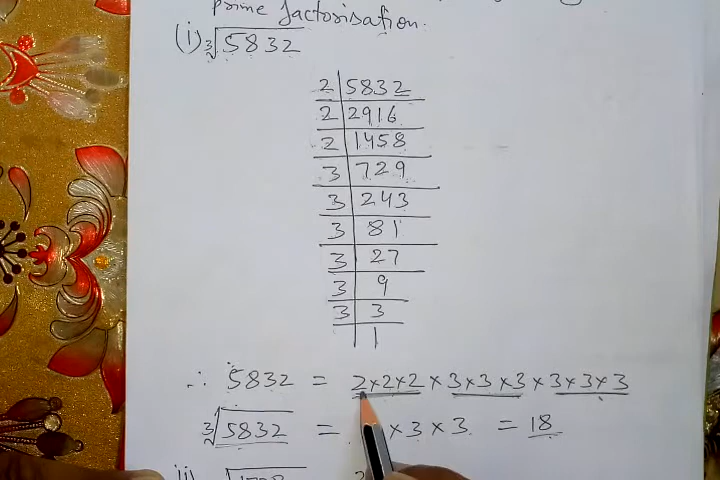 prime factorisation.
(i) ∛5832
2 | 5832
2 | 2916
2 | 1458
3 | 729
3 | 243
3 | 81
3 | 27
3 | 9
3 | 3
1
∴ 5832 = 2×2×2 × 3×3×3 × 3×3×3
∛5832 = × 3 × 3 = 18
ii)